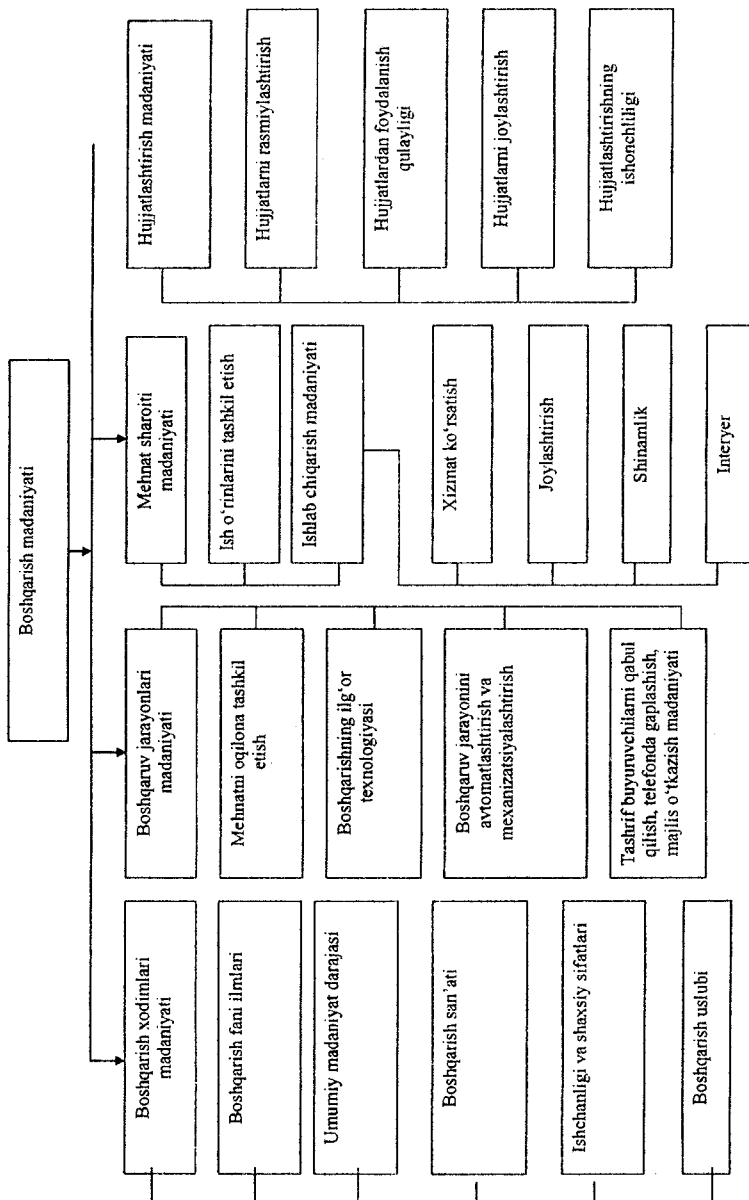 Boshqarish madaniyati
Boshqarish xodimlari
madaniyati
Boshqarish fani ilmlari
Umumiy madaniyat darajasi
Boshqarish san’ati
Ishchanligi va shaxsiy sifatlari
Boshqarish uslubi
Boshqaruv jarayonlari
madaniyati
Mehnatni oqilona tashkil
etish
Boshqarishning ilg‘or
texnologiyasi
Boshqaruv jarayonini
avtomatlashtirish va
mexanizatsiyalashtirish
Tashrif buyuruvchilarni qabul
qilish, telefonda gaplashish,
majlis o‘tkazish madaniyati
Mehnat sharoiti
madaniyati
Ish o‘rinlarini tashkil etish
Ishlab chiqarish madaniyati
Xizmat ko‘rsatish
Joylashtirish
Shinamlik
Interyer
Hujjatlashtirish madaniyati
Hujjatlarni rasmiylashtirish
Hujjatlardan foydalanish
qulayligi
Hujjatlarni joylashtirish
Hujjatlashtirishning
ishonchliligi